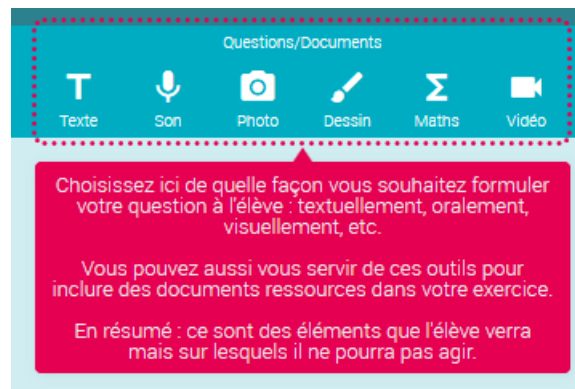 Questions/Documents
Texte Son Photo Dessin Maths Vidéo
Choisissez ici de quelle façon vous souhaitez formuler
votre question à l'élève : textuellement, oralement,
visuellement, etc.
Vous pouvez aussi vous servir de ces outils pour
inclure des documents ressources dans votre exercice.
En résumé : ce sont des éléments que l'élève verra
mais sur lesquels il ne pourra pas agir.